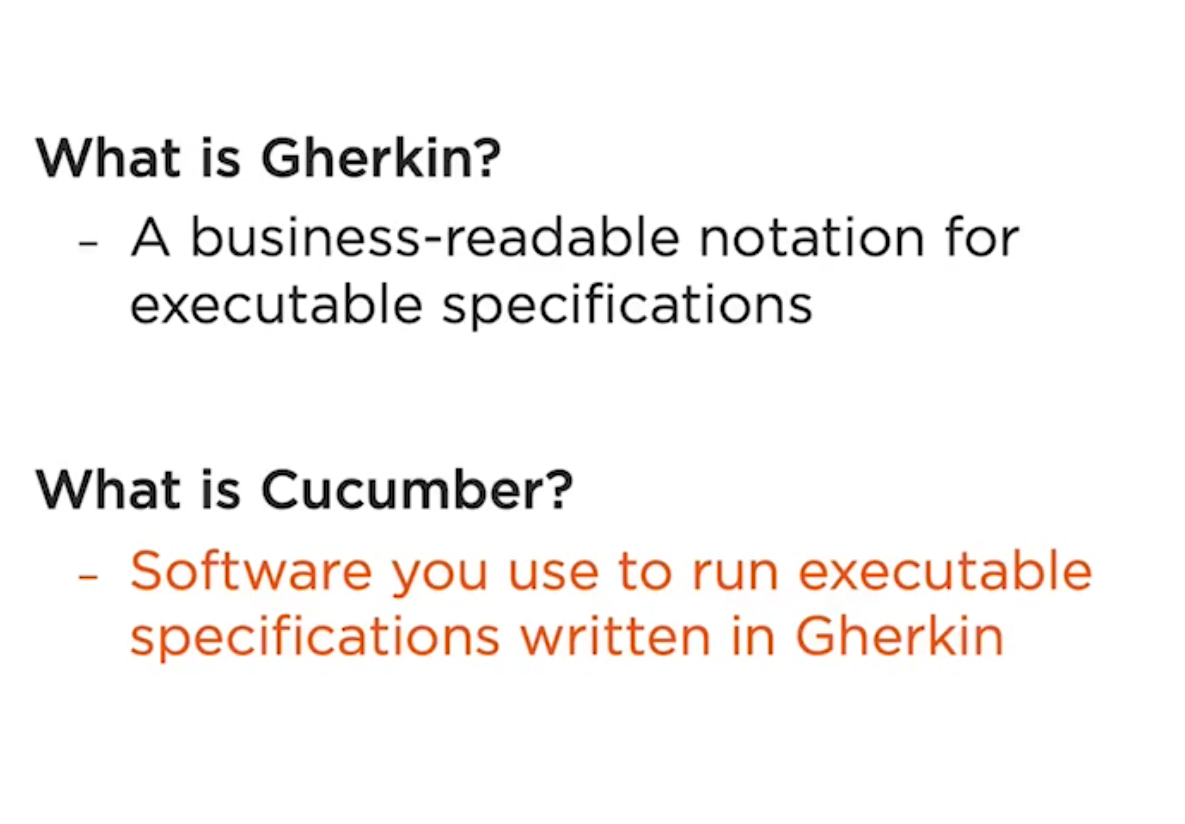 What is Gherkin?
– A business-readable notation for
executable specifications
What is Cucumber?
– Software you use to run executable
specifications written in Gherkin